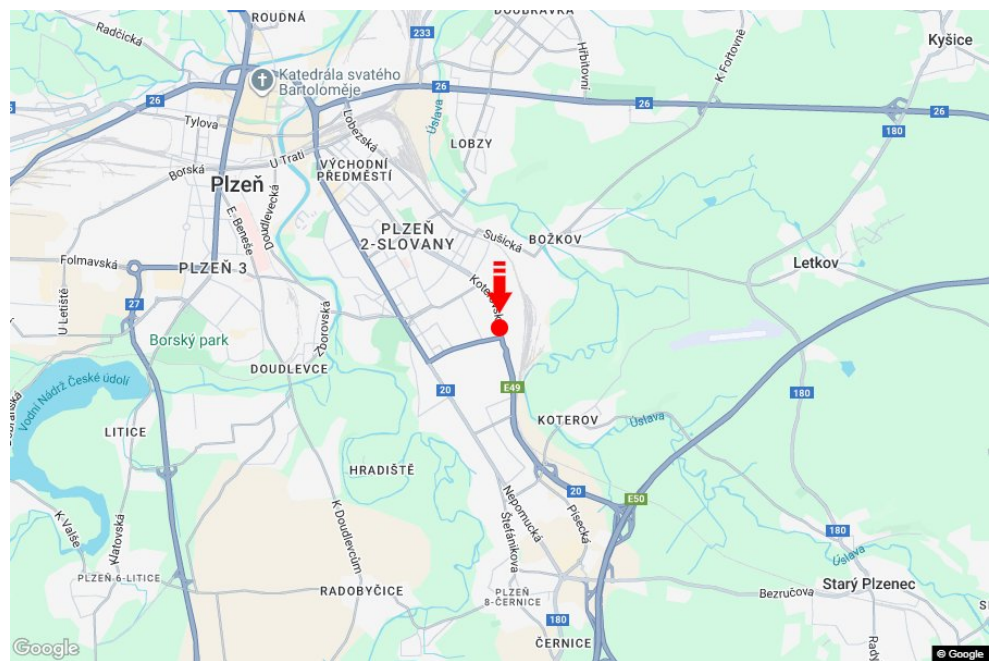 ROUDNÁ
DOUBRAVKA
Radčická
233
Hřbitovní
K Fořtovně
Kyšice
Katedrála svatého
Bartoloměje
26
26
26
26
180
Úslava
Tylova
Lobezská
LOBZY
U Trati
VÝCHODNÍ
PŘEDMĚSTÍ
Borská
Plzeň
E. Beneše
Doudlevecká
PLZEŇ
2-SLOVANY
Sušická
BOŽKOV
Folmavská
PLZEŇ 3
Letkov
U Letiště
27
Koterovská
Zborovská
Borský park
DOUDLEVCE
Vodní Nádrž České údolí
20
E49
180
LITICE
KOTEROV
Úslava
HRADIŠTĚ
20
E50
Nepomucká
Písecká
Štefánikova
K Valše
Klatovská
K Doudlevcům
180
Úslava
PLZEŇ 6-LITICE
RADOBYČICE
PLZEŇ
8-ČERNICE
Bezručova
Starý Plzenec
180
ČERNICE
Google
© Google